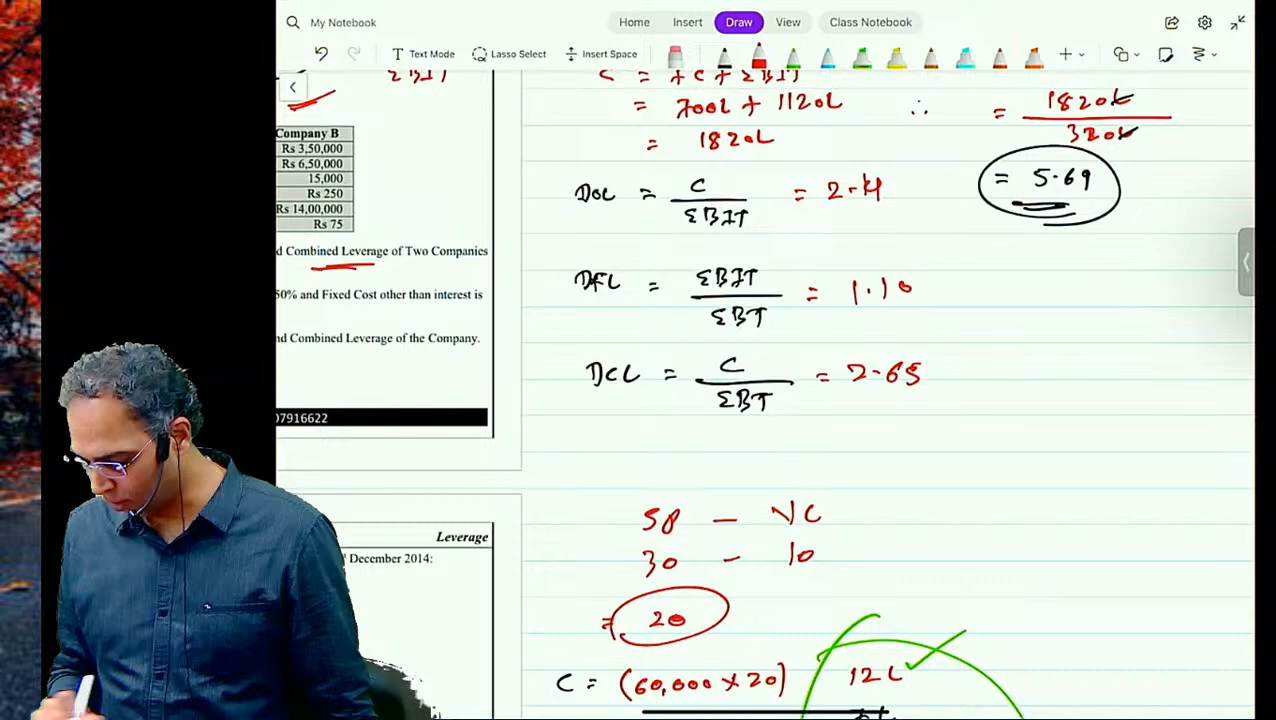 My Notebook
Home Insert Draw View Class Notebook
Text Mode Lasso Select Insert Space
EBIT
C = FC + EBIT
= 700L + 1120L
= 1820L
∴ = 1820L
320L
= 5.69
Company B
Rs 3,50,000
Rs 6,50,000
15,000
Rs 250
Rs 14,00,000
Rs 75
d Combined Leverage of Two Companies
50% and Fixed Cost other than interest is
nd Combined Leverage of the Company.
07916622
DOL = C = 2.4
EBIT
DFL = EBIT = 1.10
EBT
DCL = C = 2.65
EBT
Leverage
December 2014:
SP – VC
30 – 10
= 20
C = (60,000 × 20) 12L